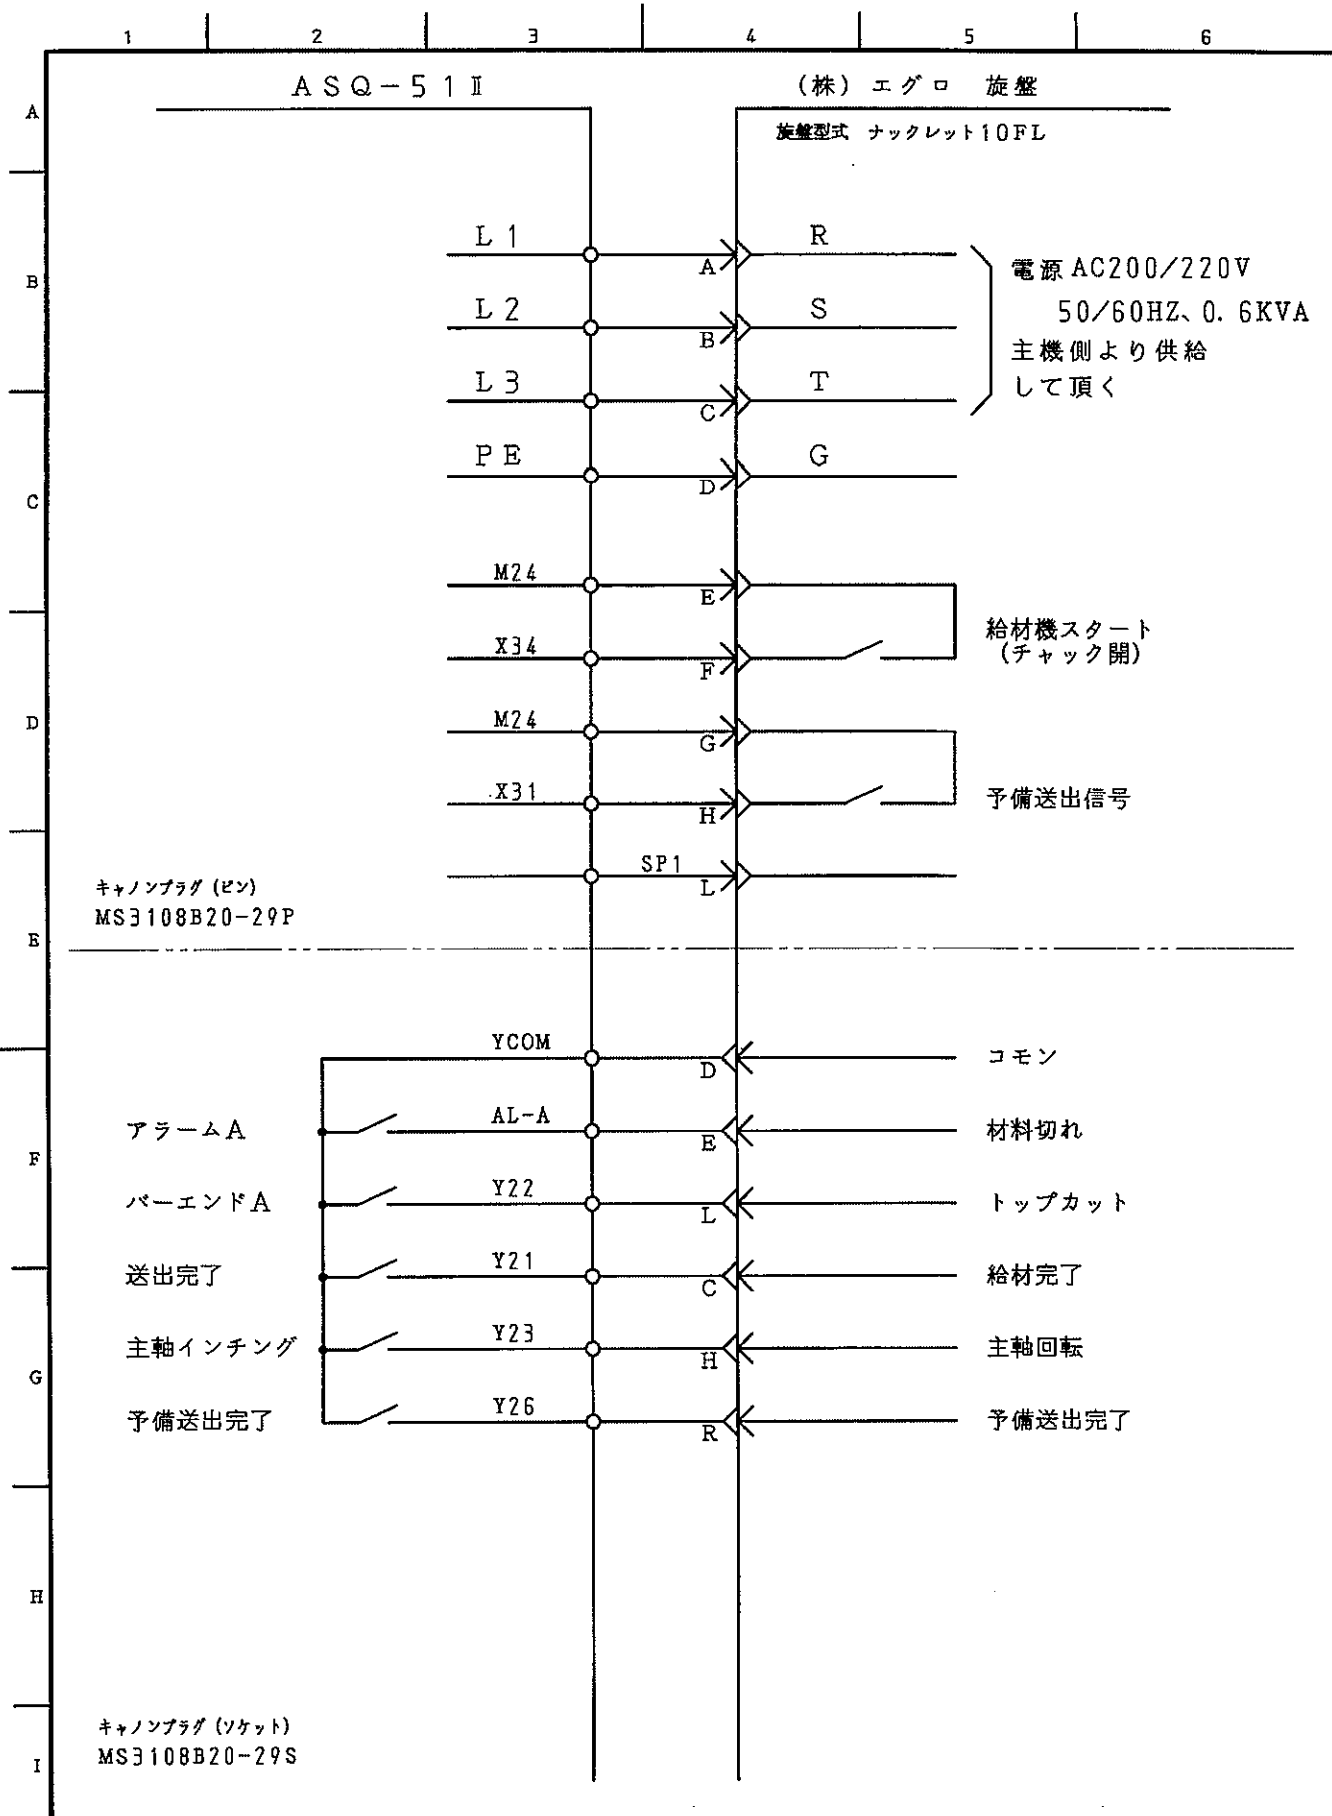 1 2 3 4 5 6
ASQ-51Ⅱ
(株) エグロ 旋盤
旋盤型式 ナックレット10FL
A
L1 A R
電源 AC200/220V
B
50/60HZ、0.6KVA
L2 B S
主機側より供給
して頂く
L3 C T
PE D G
C
M24 E
給材機スタート
(チャック開)
X34 F
D
M24 G
X31 H 予備送出信号
SP1 L
キャノンプラグ (ピン)
MS3108B20-29P
E
YCOM D コモン
アラームA AL-A E 材料切れ
F
バーエンドA Y22 L トップカット
送出完了 Y21 C 給材完了
主軸インチング Y23 H 主軸回転
G
予備送出完了 Y26 R 予備送出完了
H
キャノンプラグ (ソケット)
MS3108B20-29S
I